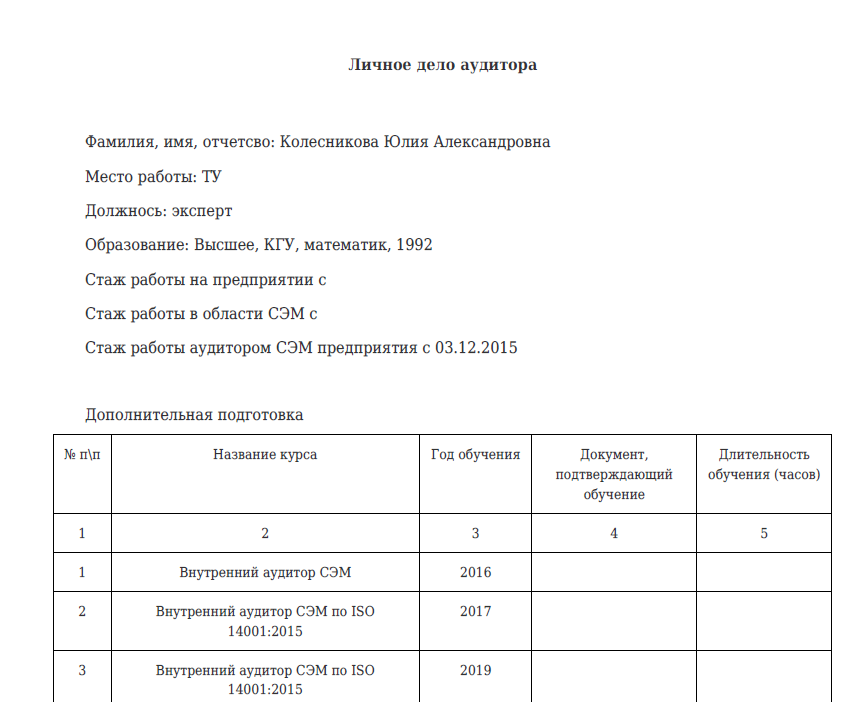 Личное дело аудитора
Фамилия, имя, отчетсво: Колесникова Юлия Александровна
Место работы: ТУ
Должнось: эксперт
Образование: Высшее, КГУ, математик, 1992
Стаж работы на предприятии с
Стаж работы в области СЭМ с
Стаж работы аудитором СЭМ предприятия с 03.12.2015
Дополнительная подготовка
№ п\п Название курса Год обучения Документ, Длительность
подтверждающий обучения (часов)
обучение
1 2 3 4 5
1 Внутренний аудитор СЭМ 2016
2 Внутренний аудитор СЭМ по ISO 2017
14001:2015
3 Внутренний аудитор СЭМ по ISO 2019
14001:2015